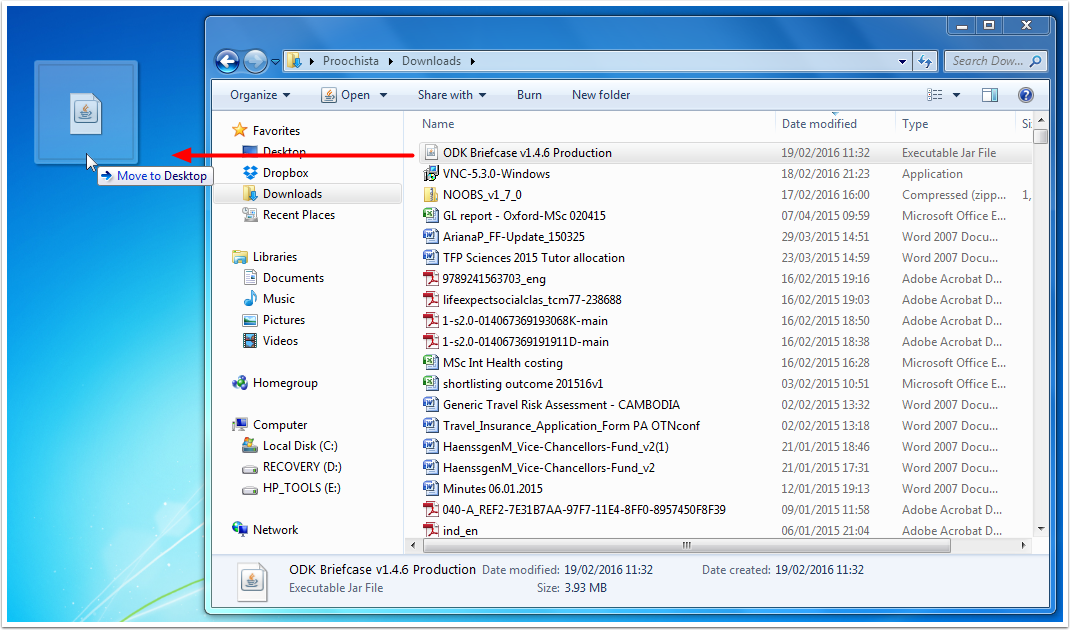 Proochista Downloads Search Dow...
Organize Open Share with Burn New folder
Favorites
Desktop
Dropbox
Downloads
Recent Places
Libraries
Documents
Music
Pictures
Videos
Homegroup
Computer
Local Disk (C:)
RECOVERY (D:)
HP_TOOLS (E:)
Network
Move to Desktop
Name Date modified Type Si
ODK Briefcase v1.4.6 Production 19/02/2016 11:32 Executable Jar File
VNC-5.3.0-Windows 18/02/2016 21:23 Application
NOOBS_v1_7_0 17/02/2016 16:00 Compressed (zipp... 1,
GL report - Oxford-MSc 020415 07/04/2015 09:59 Microsoft Office E...
ArianaP_FF-Update_150325 29/03/2015 14:51 Word 2007 Docu...
TFP Sciences 2015 Tutor allocation 23/03/2015 14:59 Word 2007 Docu...
9789241563703_eng 16/02/2015 19:16 Adobe Acrobat D...
lifeexpectsocialclas_tcm77-238688 16/02/2015 19:03 Adobe Acrobat D...
1-s2.0-014067369193068K-main 16/02/2015 18:50 Adobe Acrobat D...
1-s2.0-014067369191911D-main 16/02/2015 18:38 Adobe Acrobat D...
MSc Int Health costing 16/02/2015 16:28 Microsoft Office E...
shortlisting outcome 201516v1 03/02/2015 10:51 Microsoft Office E...
Generic Travel Risk Assessment - CAMBODIA 02/02/2015 13:32 Word 2007 Docu...
Travel_Insurance_Application_Form PA OTNconf 02/02/2015 13:18 Word 2007 Docu...
HaenssgenM_Vice-Chancellors-Fund_v2(1) 21/01/2015 18:46 Word 2007 Docu...
HaenssgenM_Vice-Chancellors-Fund_v2 21/01/2015 17:31 Word 2007 Docu...
Minutes 06.01.2015 12/01/2015 19:13 Word 2007 Docu...
040-A_REF2-7E31B7AA-97F7-11E4-8FF0-8957450F8F39 09/01/2015 11:58 Adobe Acrobat D...
ind_en 06/01/2015 21:04 Adobe Acrobat D...
ODK Briefcase v1.4.6 Production Date modified: 19/02/2016 11:32 Date created: 19/02/2016 11:32
Executable Jar File Size: 3.93 MB